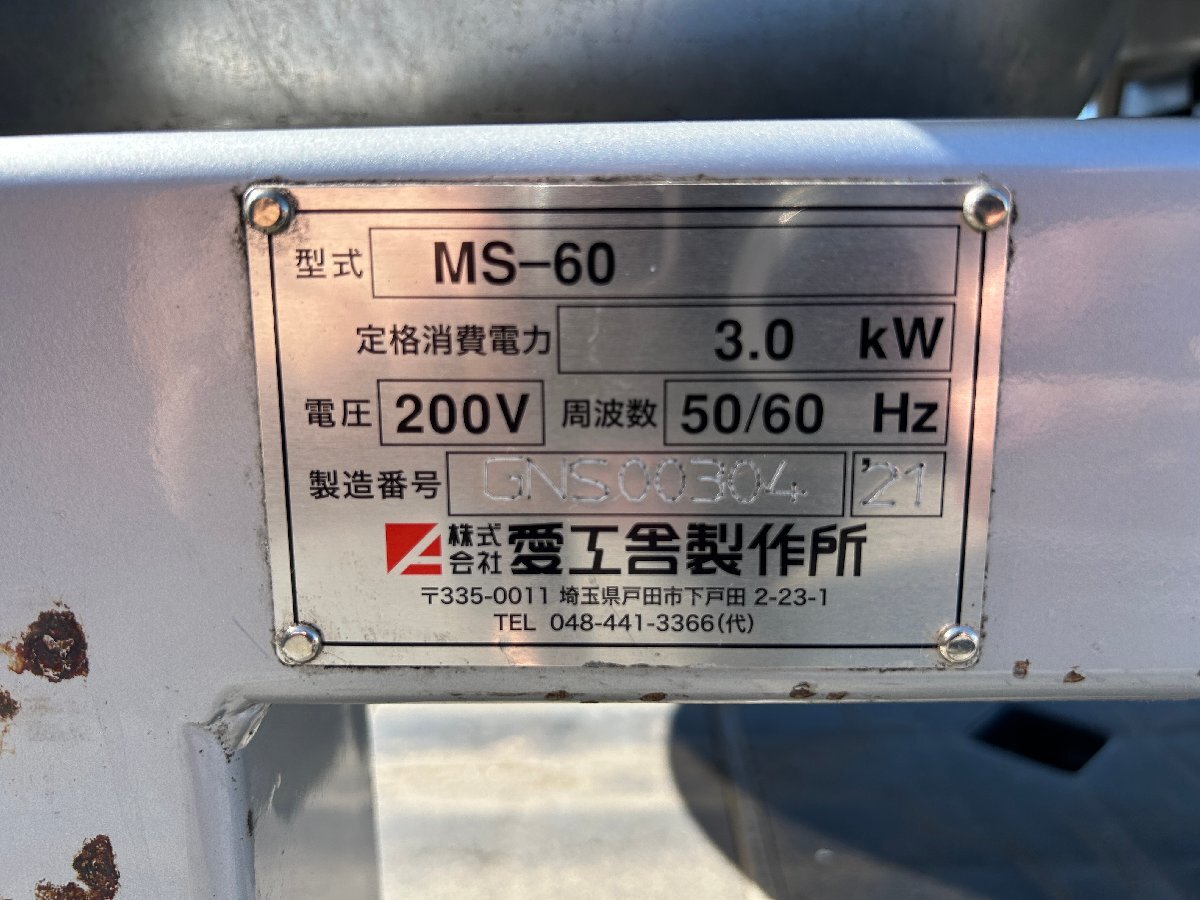 型式 MS-60
定格消費電力 3.0 kW
電圧 200V 周波数 50/60 Hz
製造番号 GNS00304 '21
株式会社 愛工舎製作所
〒335-0011 埼玉県戸田市下戸田 2-23-1
TEL 048-441-3366(代)